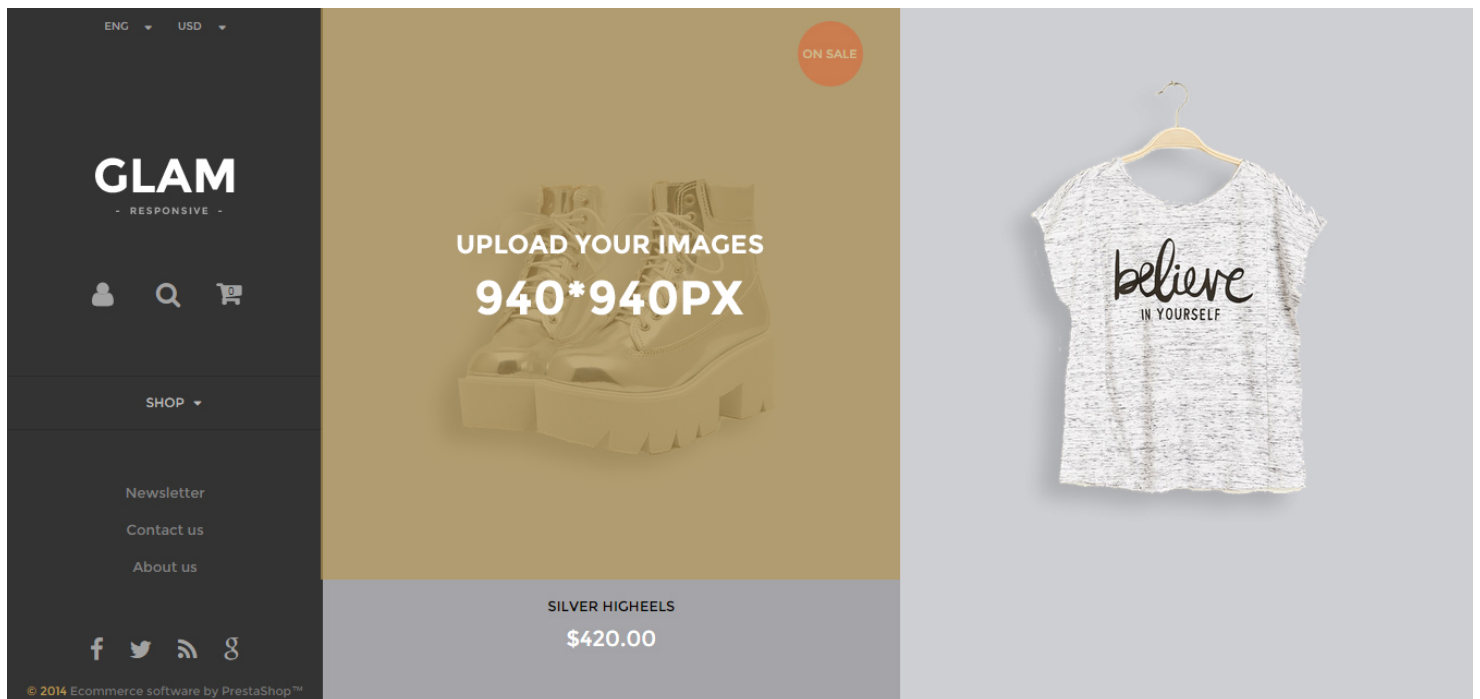 ENG USD
GLAM
- RESPONSIVE -
0
SHOP
Newsletter
Contact us
About us
© 2014 Ecommerce software by PrestaShop™
ON SALE
UPLOAD YOUR IMAGES
940*940PX
SILVER HIGHEELS
$420.00
believe
IN YOURSELF